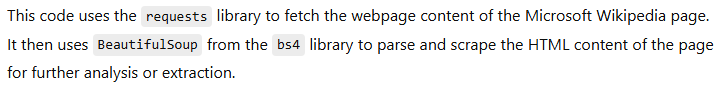 This code uses the requests library to fetch the webpage content of the Microsoft Wikipedia page.
It then uses BeautifulSoup from the bs4 library to parse and scrape the HTML content of the page
for further analysis or extraction.